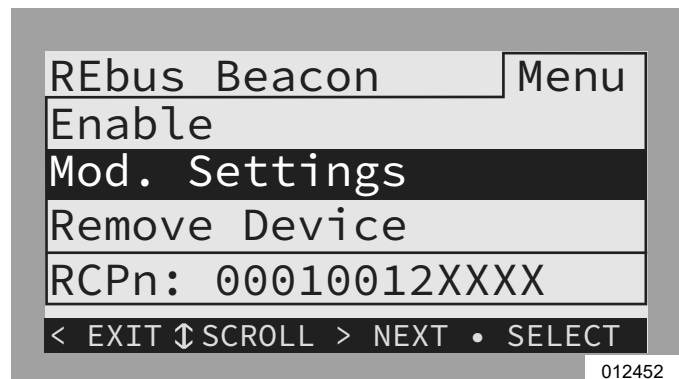 REbus Beacon Menu
Enable
Mod. Settings
Remove Device
RCPn: 00010012XXXX
< EXIT ↕ SCROLL > NEXT • SELECT
012452